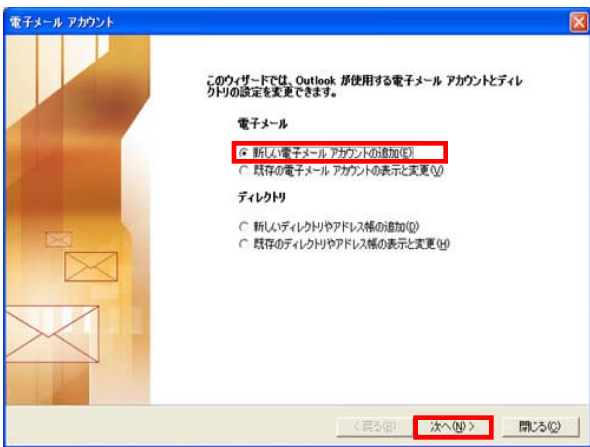 電子メール アカウント
このウィザードでは、Outlook が使用する電子メール アカウントとディレ
クトリの設定を変更できます。
電子メール
新しい電子メール アカウントの追加(E)
既存の電子メール アカウントの表示と変更(V)
ディレクトリ
新しいディレクトリやアドレス帳の追加(D)
既存のディレクトリやアドレス帳の表示と変更(H)
< 戻る(B) 次へ(N) > 閉じる(C)